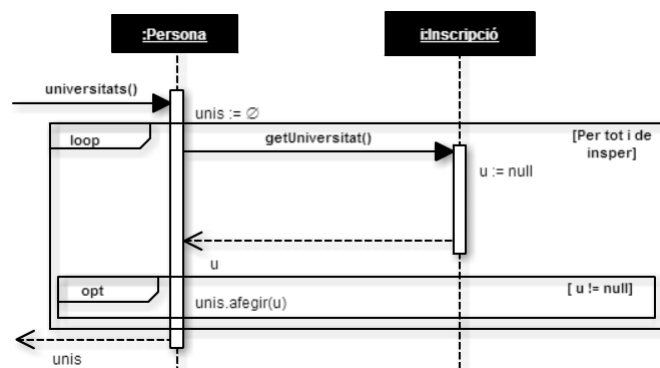 :Persona
i:Inscripció
universitats()
unis := ∅
loop
getUniversitat()
[Per tot i de
insper]
u := null
u
opt
[ u != null]
unis.afegir(u)
unis